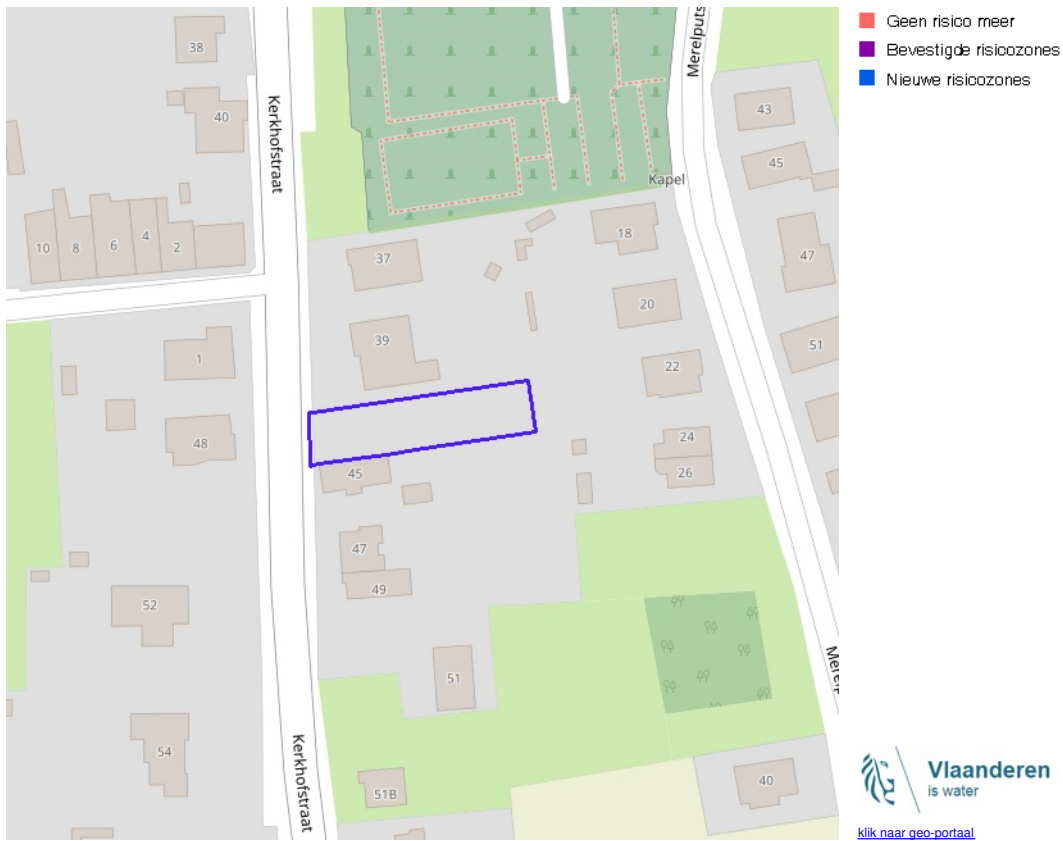 Geen risico meer
Bevestigde risicozones
Nieuwe risicozones
38
40
Kerkhofstraat
Merelputs
43
45
Kapel
10
8
6
4
2
37
18
47
20
39
1
51
22
48
24
45
26
47
49
52
51
Merelp
54
Kerkhofstraat
51B
40
Vlaanderen
is water
klik naar geo-portaal